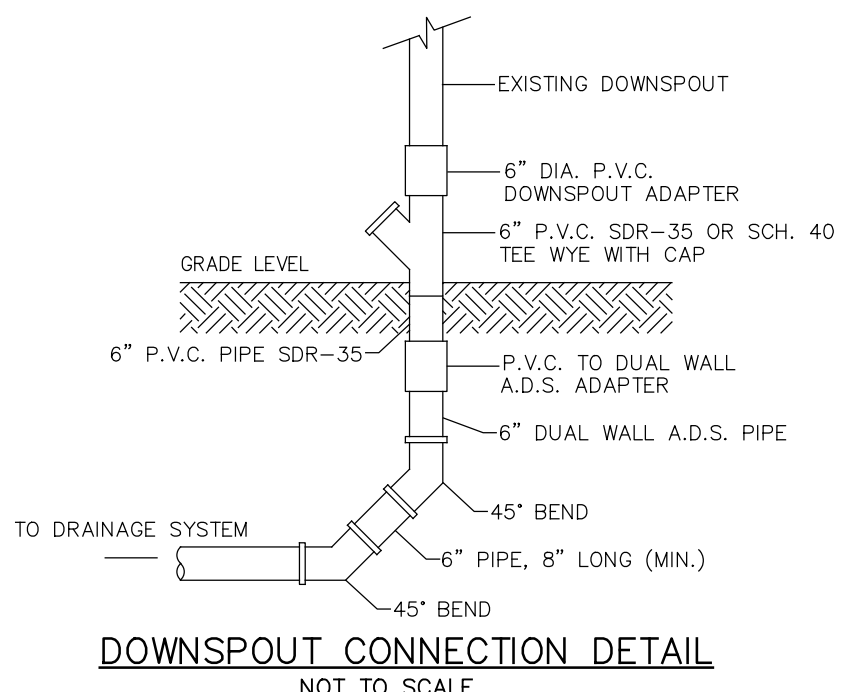 EXISTING DOWNSPOUT
6" DIA. P.V.C.
DOWNSPOUT ADAPTER
6" P.V.C. SDR-35 OR SCH. 40
TEE WYE WITH CAP
GRADE LEVEL
6" P.V.C. PIPE SDR-35
P.V.C. TO DUAL WALL
A.D.S. ADAPTER
6" DUAL WALL A.D.S. PIPE
45° BEND
TO DRAINAGE SYSTEM
6" PIPE, 8" LONG (MIN.)
45° BEND
DOWNSPOUT CONNECTION DETAIL
NOT TO SCALE